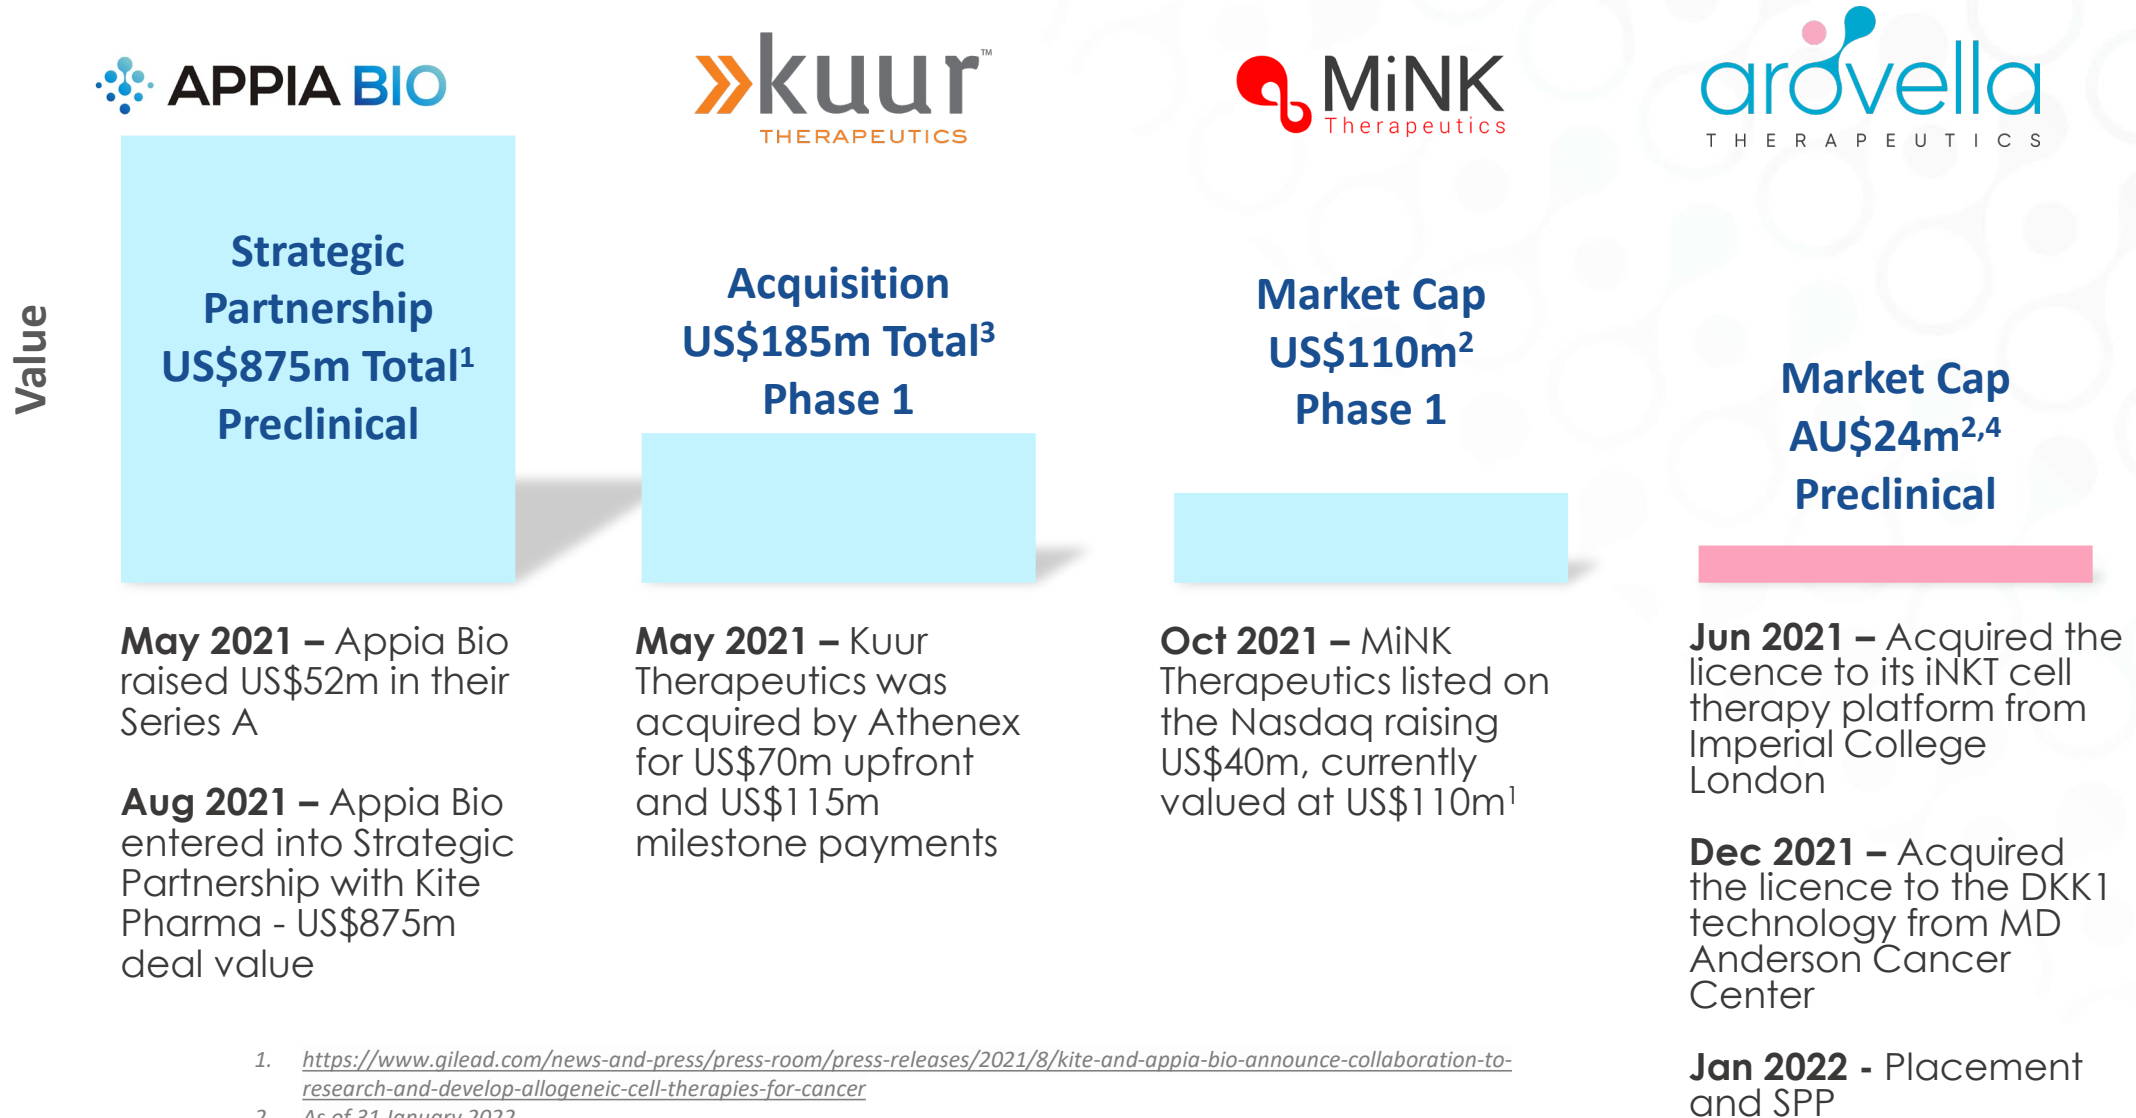 APPIA BIO
kuur™
THERAPEUTICS
MiNK
Therapeutics
arovella
THERAPEUTICS
Value
Strategic
Partnership
US$875m Total1
Preclinical
Acquisition
US$185m Total3
Phase 1
Market Cap
US$110m2
Phase 1
Market Cap
AU$24m2,4
Preclinical
May 2021 – Appia Bio
raised US$52m in their
Series A
Aug 2021 – Appia Bio
entered into Strategic
Partnership with Kite
Pharma - US$875m
deal value
May 2021 – Kuur
Therapeutics was
acquired by Athenex
for US$70m upfront
and US$115m
milestone payments
Oct 2021 – MiNK
Therapeutics listed on
the Nasdaq raising
US$40m, currently
valued at US$110m1
Jun 2021 – Acquired the
licence to its iNKT cell
therapy platform from
Imperial College
London
Dec 2021 – Acquired
the licence to the DKK1
technology from MD
Anderson Cancer
Center
Jan 2022 - Placement
and SPP
1. https://www.gilead.com/news-and-press/press-room/press-releases/2021/8/kite-and-appia-bio-announce-collaboration-to-
research-and-develop-allogeneic-cell-therapies-for-cancer
2. As of 31 January 2022